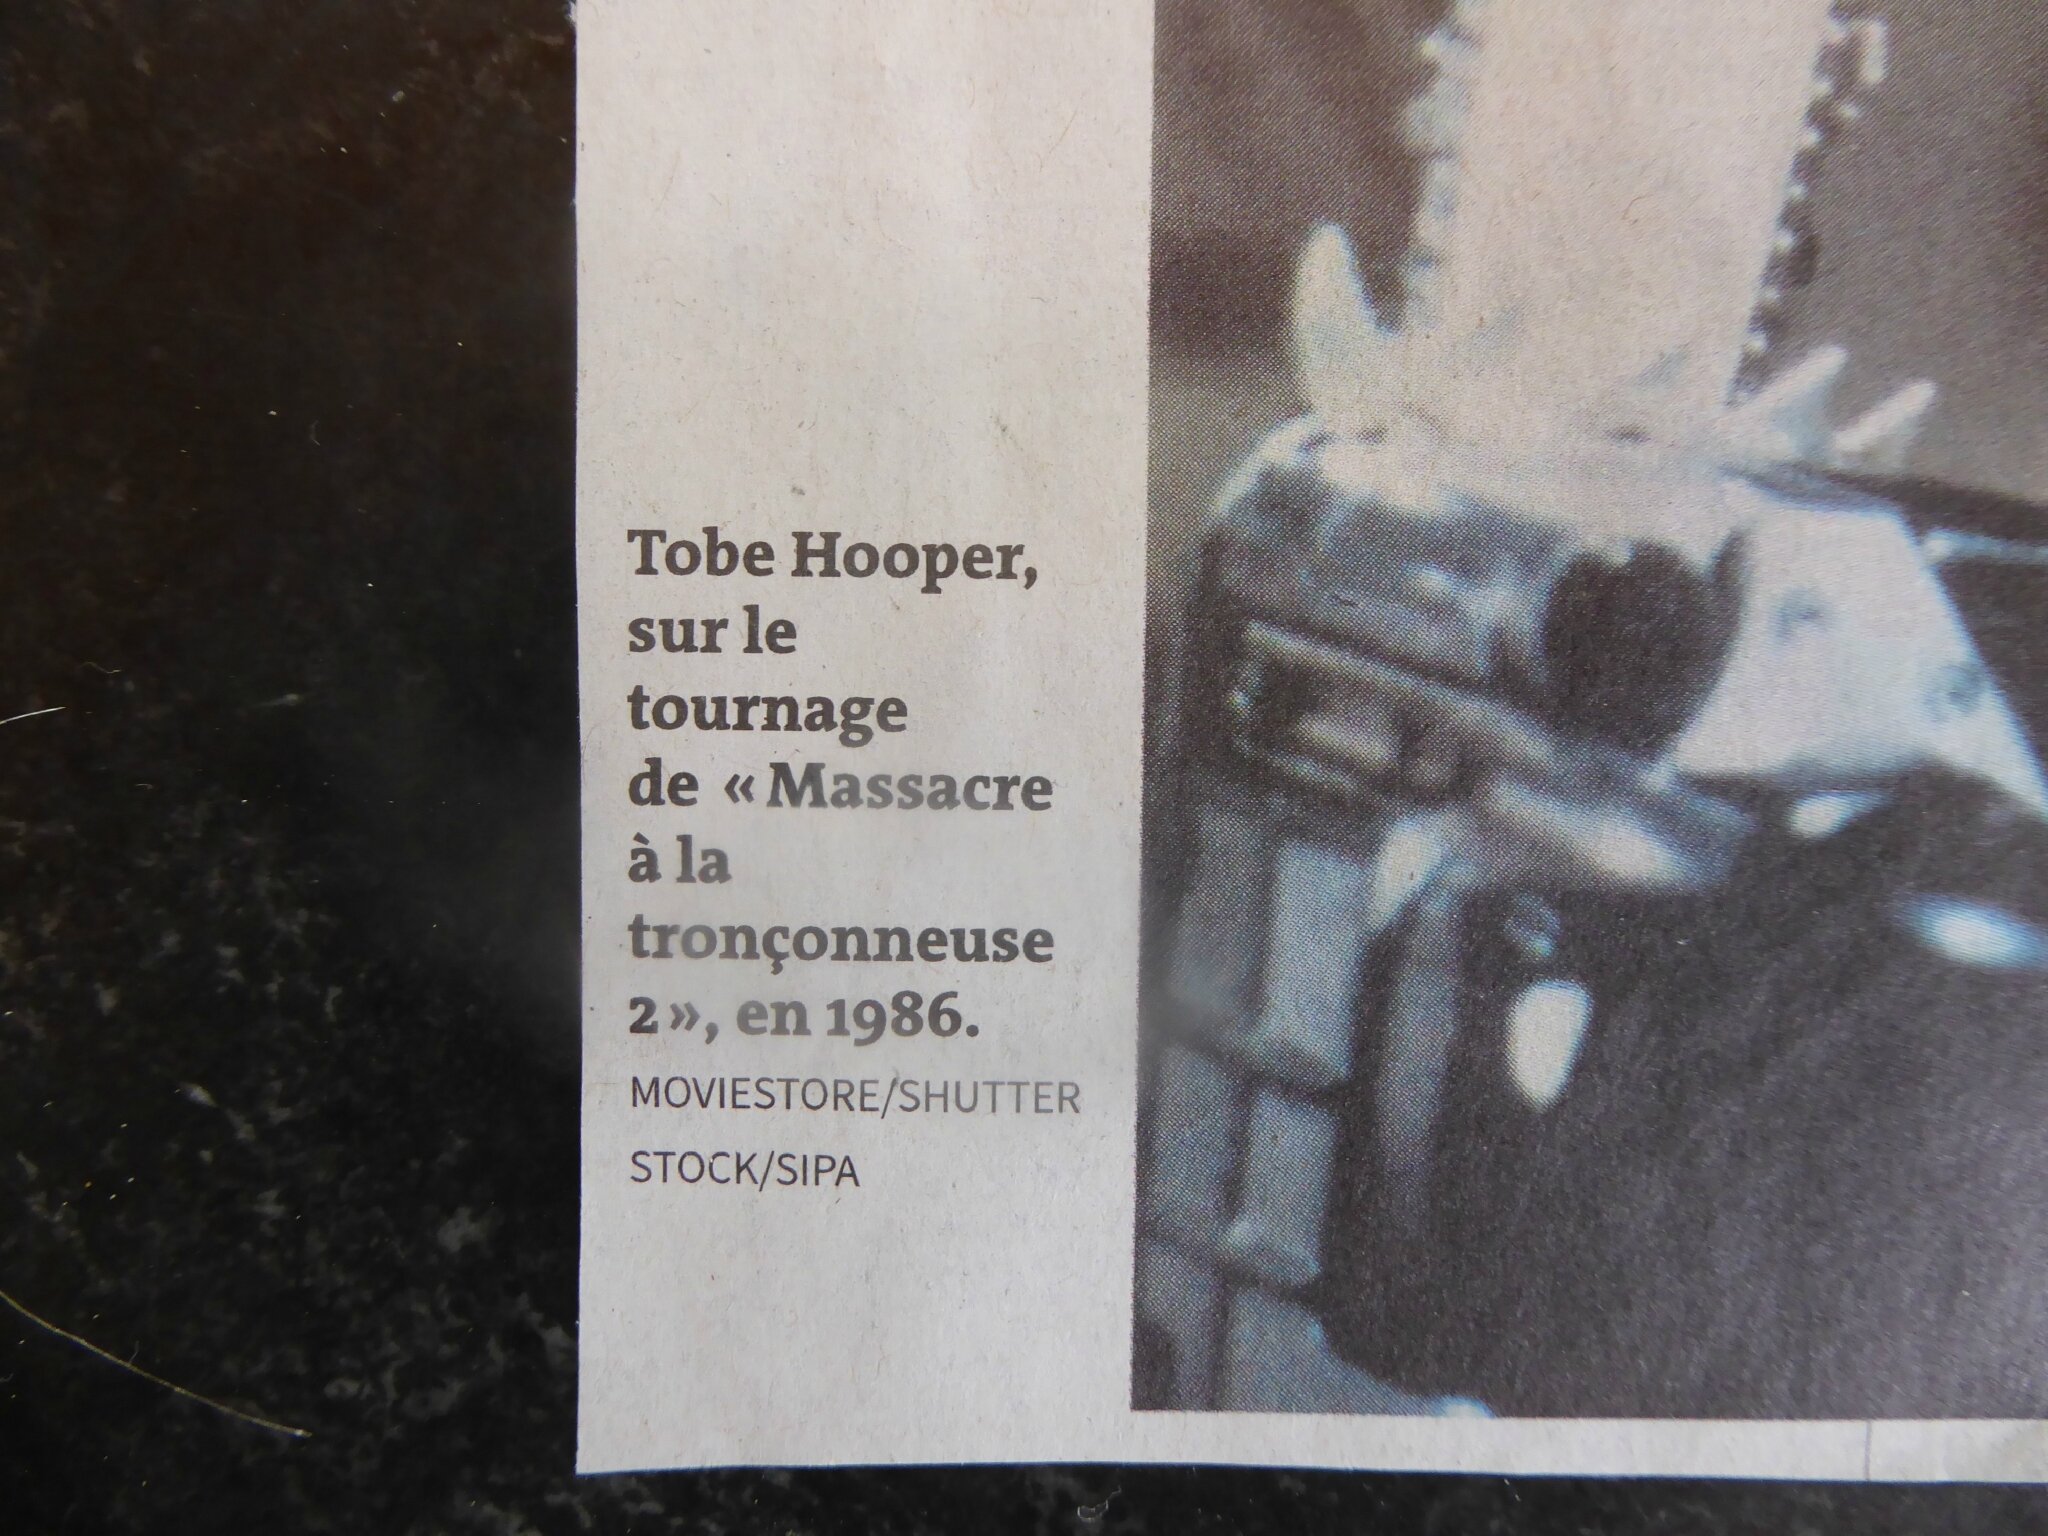 Tobe Hooper,
sur le
tournage
de « Massacre
à la
tronçonneuse
2 », en 1986.
MOVIESTORE/SHUTTER
STOCK/SIPA